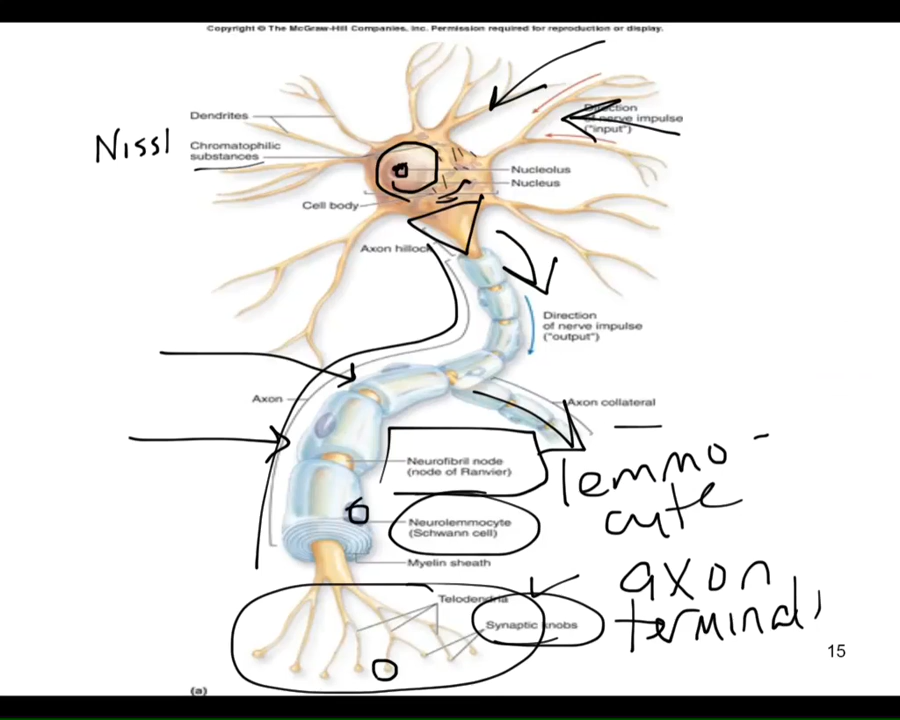 Copyright © The McGraw-Hill Companies, Inc. Permission required for reproduction or display.
Dendrites
Direction
of nerve impulse
("input")
Nissl
Chromatophilic
substances
Nucleolus
Nucleus
Cell body
Axon hillock
Direction
of nerve impulse
("output")
Axon
Axon collateral
Neurofibril node
(node of Ranvier)
lemmo-
cyte
Neurolemmocyte
(Schwann cell)
Myelin sheath
axon
terminals
Telodendria
Synaptic knobs
15
(a)